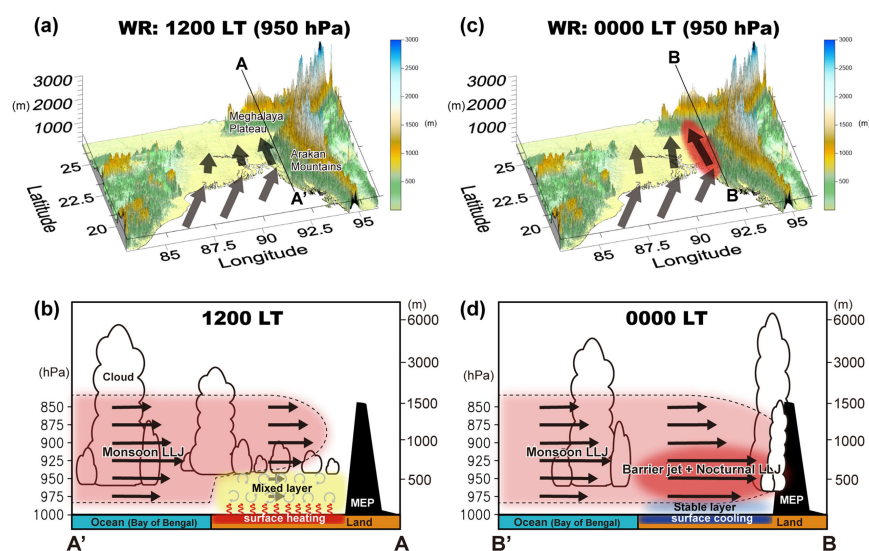 (a)
WR: 1200 LT (950 hPa)
3000
2000
1000
(m)
A
Meghalaya
Plateau
Arakan
Mountains
A'
25
22.5
20
Latitude
85
87.5
90
92.5
95
Longitude
3000
2500
2000
1500
1000
500
(m)
(c)
WR: 0000 LT (950 hPa)
3000
2000
1000
(m)
B
B'
25
22.5
20
Latitude
85
87.5
90
92.5
95
Longitude
3000
2500
2000
1500
1000
500
(m)
(b)
1200 LT
(hPa)
850
875
900
925
950
975
1000
(m)
6000
3000
1500
1000
500
Cloud
Monsoon LLJ
Mixed layer
MEP
surface heating
Ocean (Bay of Bengal)
Land
A'
A
(d)
0000 LT
(hPa)
850
875
900
925
950
975
1000
(m)
6000
3000
1500
1000
500
Monsoon LLJ
Barrier jet + Nocturnal LLJ
Stable layer
MEP
surface cooling
Ocean (Bay of Bengal)
Land
B'
B